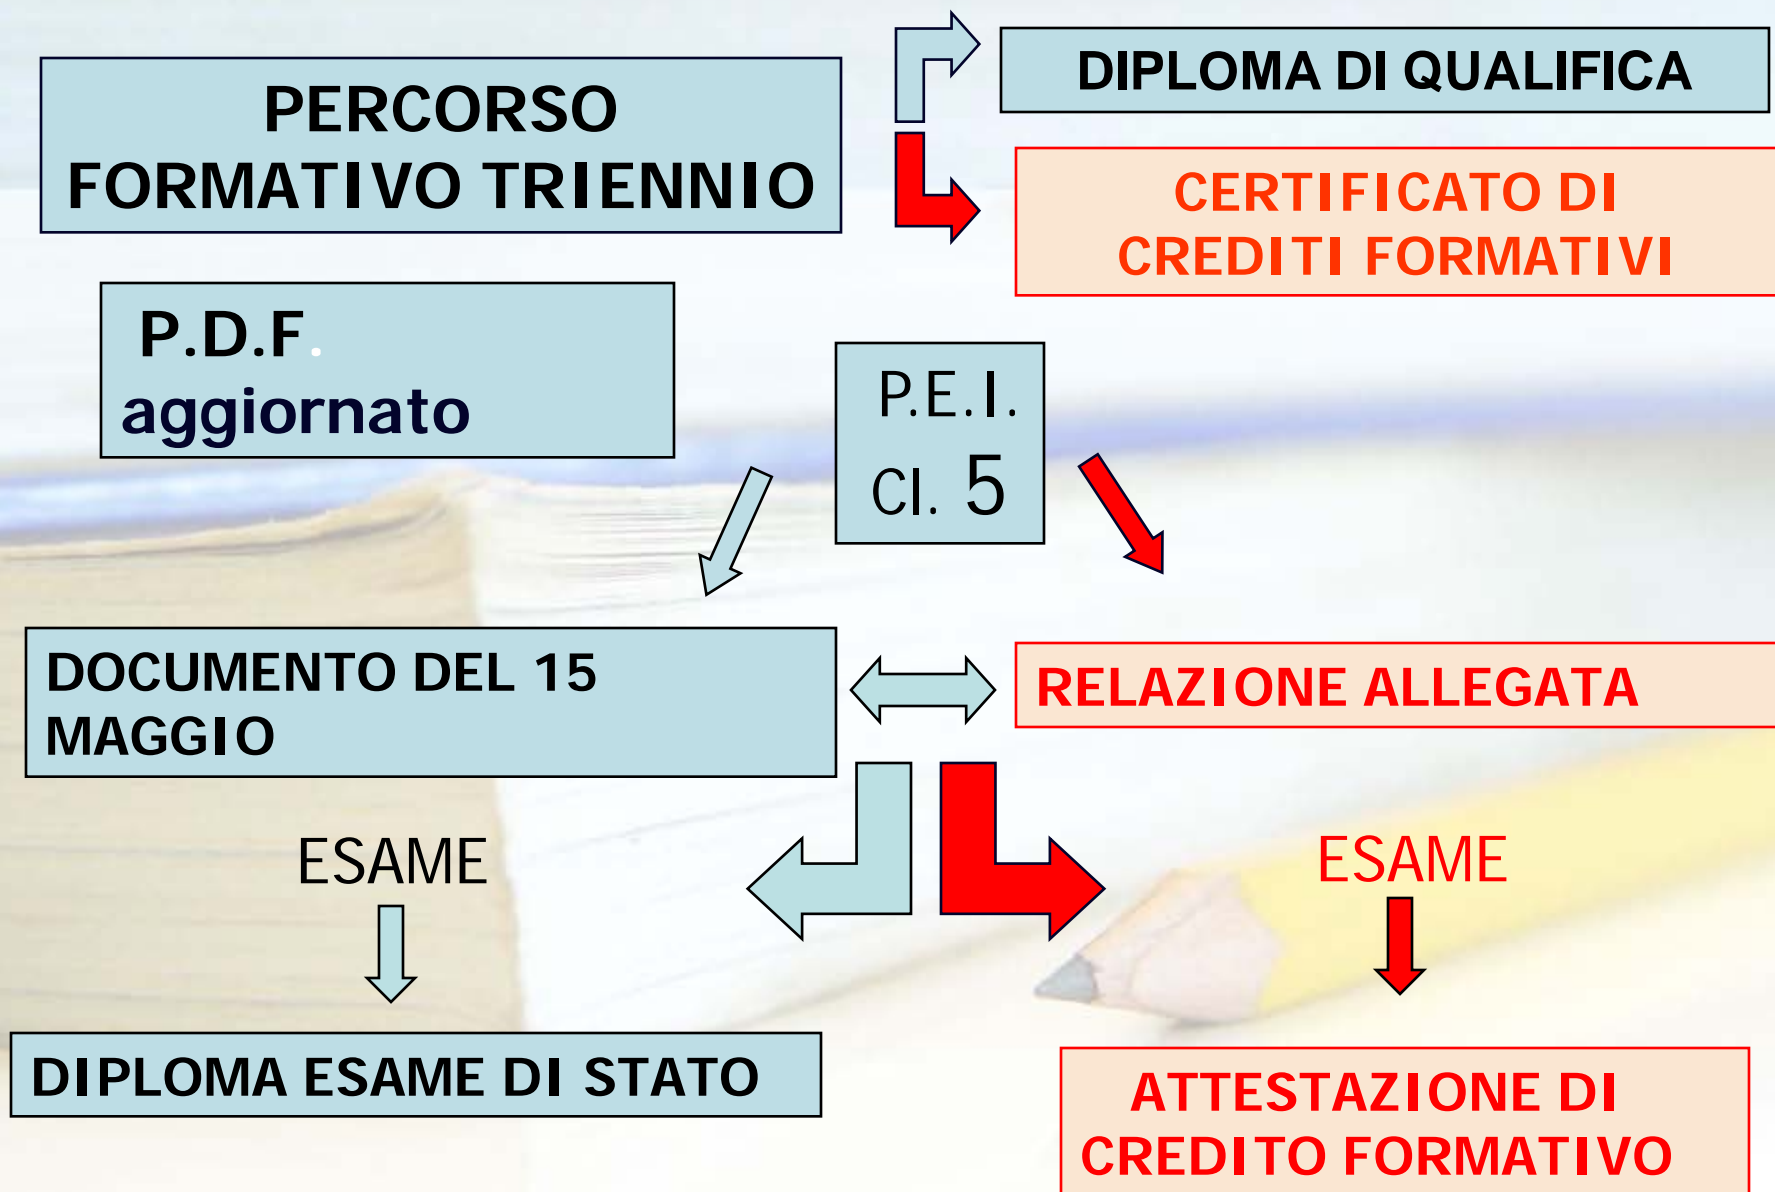 PERCORSO
FORMATIVO TRIENNIO
DIPLOMA DI QUALIFICA
CERTIFICATO DI
CREDITI FORMATIVI
P.D.F.
aggiornato
P.E.I.
Cl. 5
DOCUMENTO DEL 15
MAGGIO
RELAZIONE ALLEGATA
ESAME
ESAME
DIPLOMA ESAME DI STATO
ATTESTAZIONE DI
CREDITO FORMATIVO